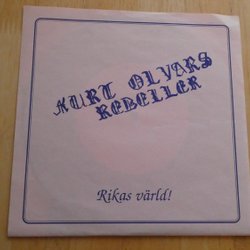 KURT OLVARS
REBELLER
Rikas värld!